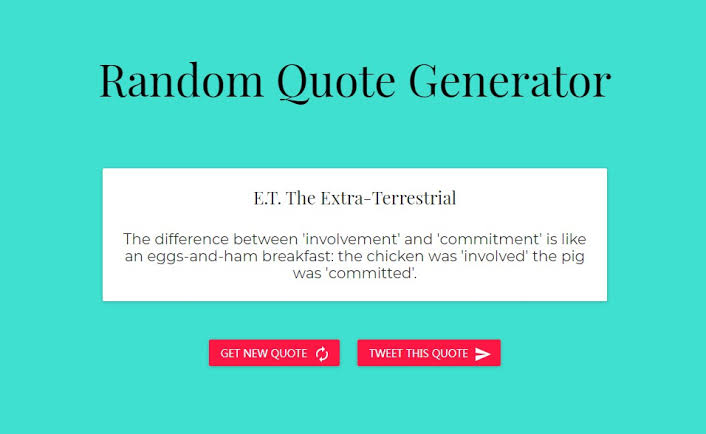 Random Quote Generator
E.T. The Extra-Terrestrial
The difference between 'involvement' and 'commitment' is like
an eggs-and-ham breakfast: the chicken was 'involved' the pig
was 'committed'.
GET NEW QUOTE
TWEET THIS QUOTE